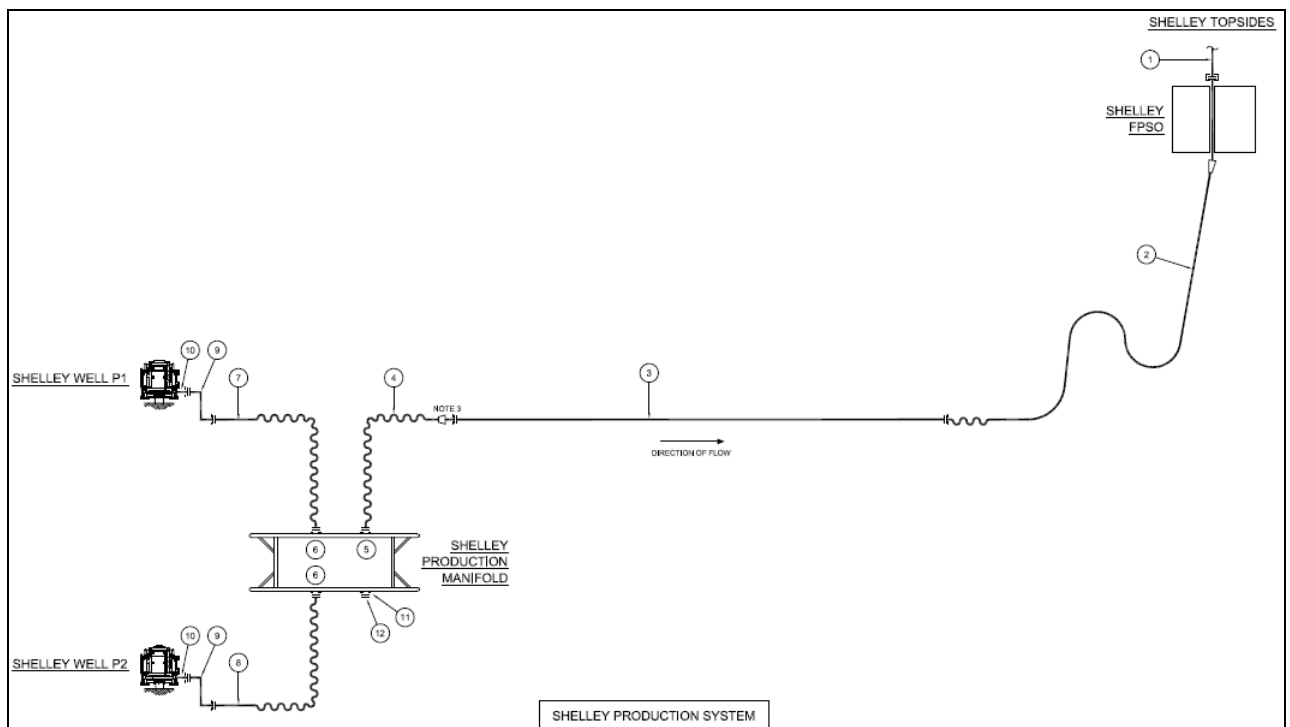 SHELLEY TOPSIDES
1
SHELLEY
FPSO
2
SHELLEY WELL P1
10
9
7
4
NOTE 3
3
DIRECTION OF FLOW
6
5
6
SHELLEY
PRODUCTION
MANIFOLD
11
12
SHELLEY WELL P2
10
9
8
SHELLEY PRODUCTION SYSTEM